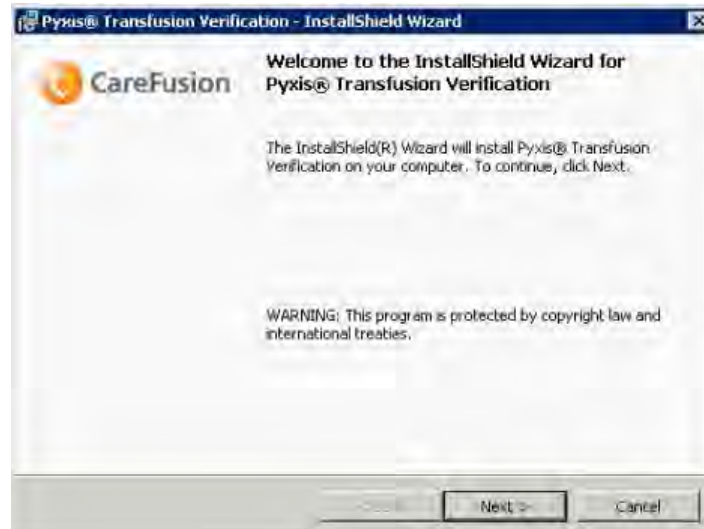 Pyxis® Transfusion Verification - InstallShield Wizard
CareFusion
Welcome to the InstallShield Wizard for
Pyxis® Transfusion Verification
The InstallShield(R) Wizard will install Pyxis® Transfusion
Verification on your computer. To continue, click Next.
WARNING: This program is protected by copyright law and
international treaties.
Next >
Cancel